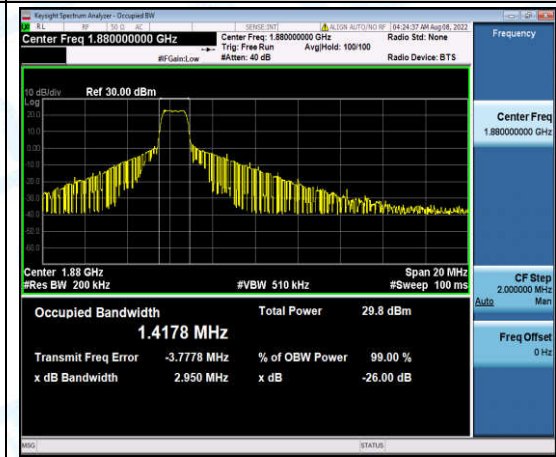 Keysight Spectrum Analyzer - Occupied BW
RL RF 50 Ω AC SENSE:INT ALIGN AUTO/NO RF 04:24:37 AM Aug 08, 2022
Center Freq 1.880000000 GHz Center Freq: 1.880000000 GHz Radio Std: None
Trig: Free Run Avg|Hold: 100/100
#IFGain:Low #Atten: 40 dB Radio Device: BTS
10 dB/div Ref 30.00 dBm
Log
20.0
10.0
0.00
-10.0
-20.0
-30.0
-40.0
-50.0
-60.0
Center 1.88 GHz Span 20 MHz
#Res BW 200 kHz #VBW 510 kHz #Sweep 100 ms
Occupied Bandwidth Total Power 29.8 dBm
1.4178 MHz
Transmit Freq Error -3.7778 MHz % of OBW Power 99.00 %
x dB Bandwidth 2.950 MHz x dB -26.00 dB
MSG STATUS
Frequency
Center Freq
1.880000000 GHz
CF Step
2.000000 MHz
Auto Man
Freq Offset
0 Hz